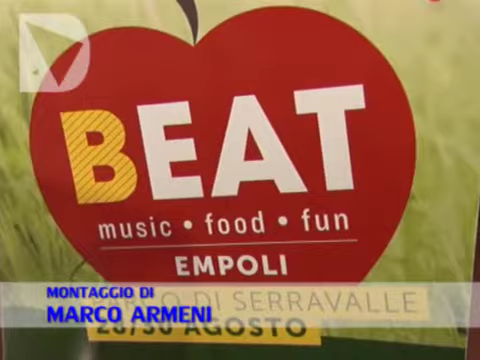 BEAT
music • food • fun
EMPOLI
DI SERRAVALLE
AGOSTO
MONTAGGIO DI
MARCO ARMENI